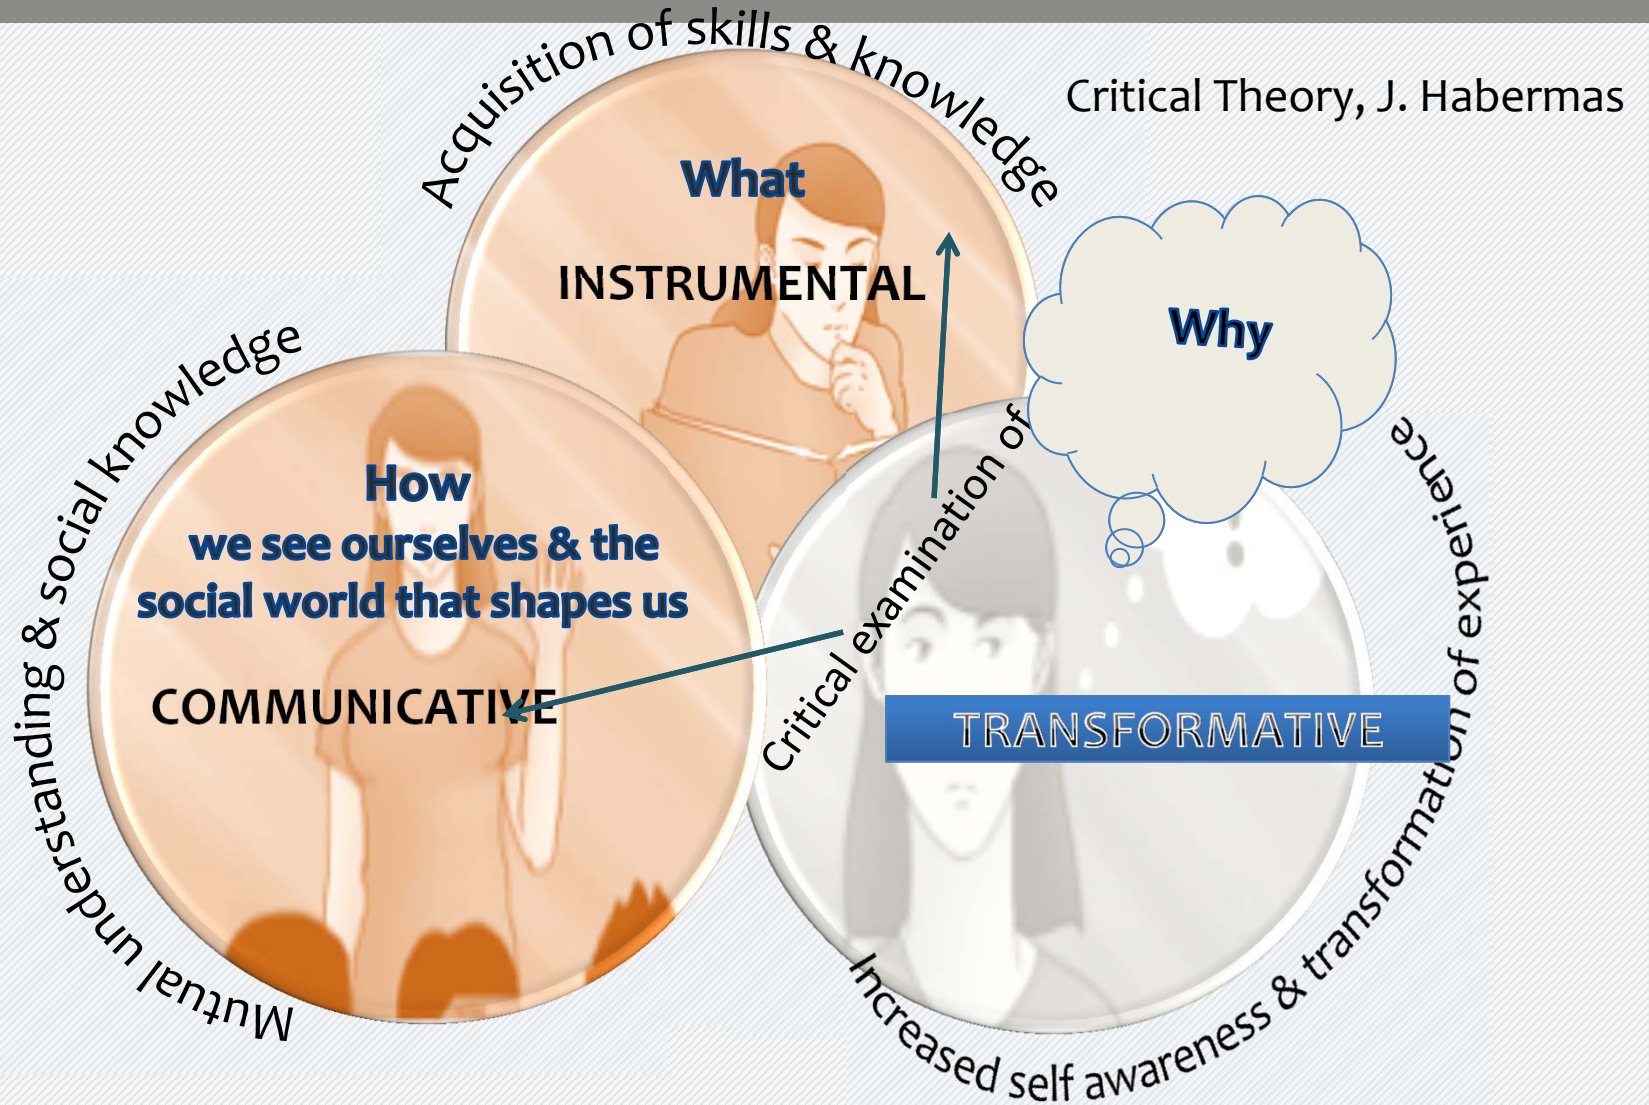 Acquisition of skills & knowledge
Critical Theory, J. Habermas
What
INSTRUMENTAL
Why
Mutual understanding & social knowledge
How
we see ourselves & the
social world that shapes us
COMMUNICATIVE
Critical examination of
TRANSFORMATIVE
Increased self awareness & transformation of experience